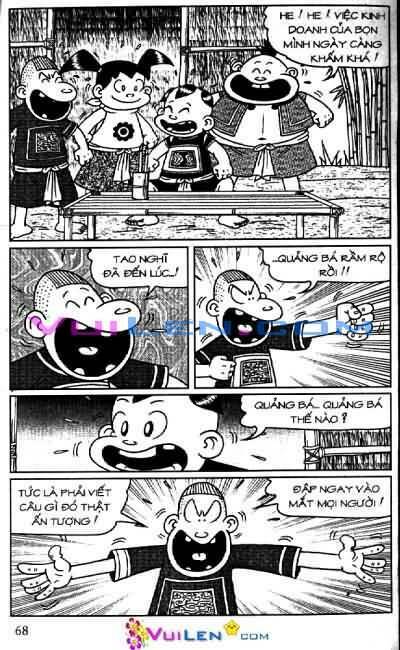 HE! HE! VIỆC KINH
DOANH CỦA BỌN
MÌNH NGÀY CÀNG
KHẤM KHÁ!
TAO NGHĨ
ĐÃ ĐẾN LÚC...!
...QUẢNG BÁ RẦM RỘ
RỒI!!
VUILEN.COM
QUẢNG BÁ... QUẢNG BÁ
THẾ NÀO?
TỨC LÀ PHẢI VIẾT
CÂU GÌ ĐÓ THẬT
ẤN TƯỢNG!
ĐẬP NGAY VÀO
MẮT MỌI NGƯỜI!
68
VUILEN.COM